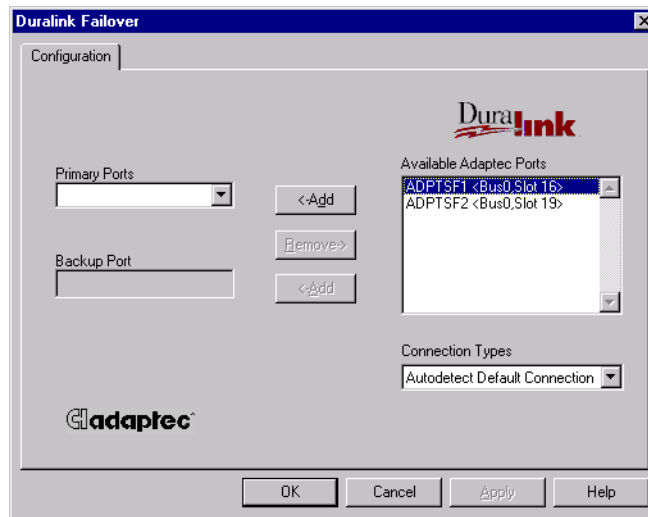 Duralink Failover
Configuration
Duralink
Primary Ports
<-Add
Available Adaptec Ports
ADPTSF1 <Bus0,Slot 16>
ADPTSF2 <Bus0,Slot 19>
Remove->
Backup Port
<-Add
Connection Types
Autodetect Default Connection
adaptec
OK
Cancel
Apply
Help